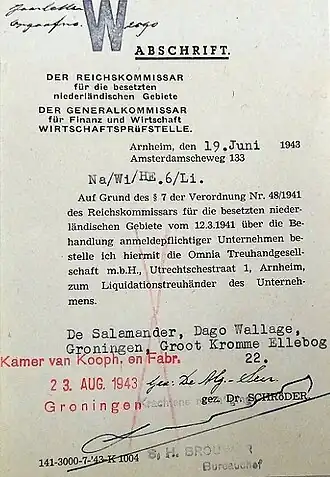 W 2590
ABSCHRIFT.
DER REICHSKOMMISSAR
für die besetzten
niederländischen Gebiete
DER GENERALKOMMISSAR
für Finanz und Wirtschaft
WIRTSCHAFTSPRÜFSTELLE.
Arnheim, den 19. Juni 1943
Amsterdamscheweg 133
Na/Wi/HE.6/Li.
Auf Grund des § 7 der Verordnung Nr. 48/1941
des Reichskommissars für die besetzten nieder-
ländischen Gebiete vom 12.3.1941 über die Be-
handlung anmeldepflichtiger Unternehmen be-
stelle ich hiermit die Omnia Treuhandgesell-
schaft m.b.H., Utrechtschestraat 1, Arnheim,
zum Liquidationstreuhänder des Unterneh-
mens.
De Salamander, Dago Wallage,
Groningen, Groot Kromme Ellebog
22.
Kamer van Kooph. en Fabr.
23 AUG. 1943
Groningen
gez. Dr. SCHRÖDER.
S. H. BROUWER
Bureauchef
141-3000-7-'43-K 1004